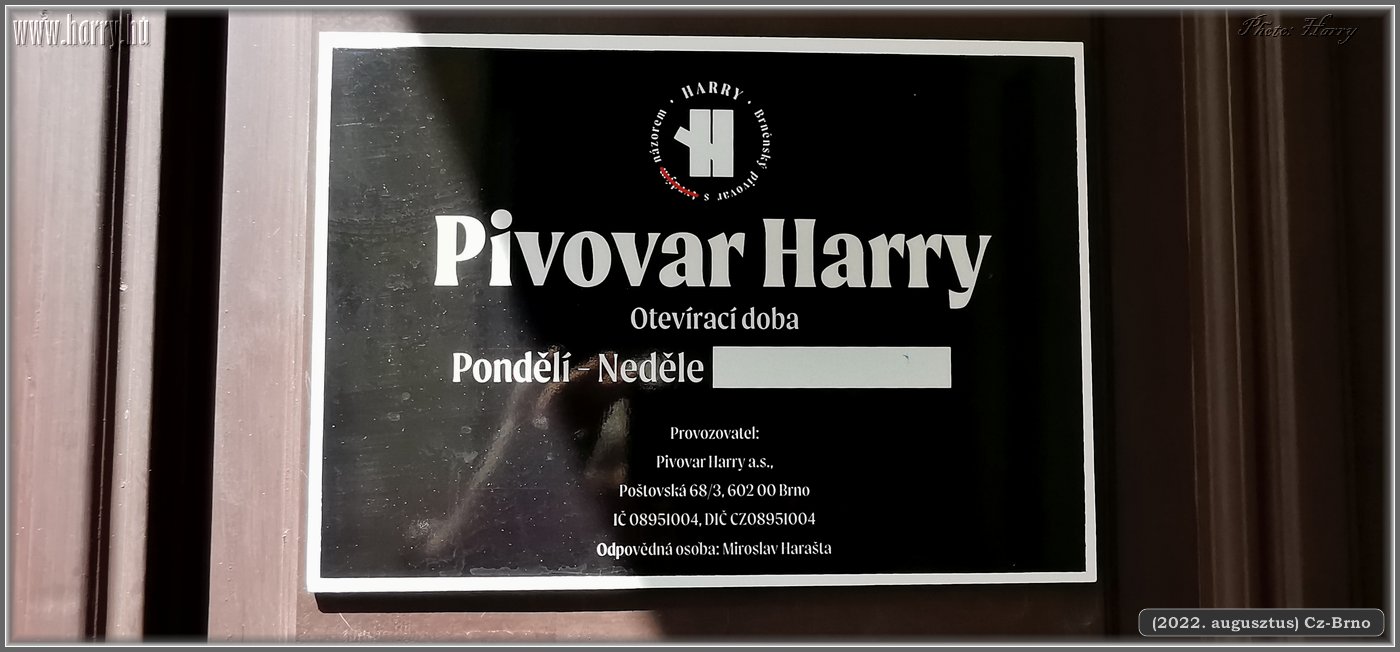 www.harry.hu
Photo: Harry
HARRY · Brněnský pivovar s názorem ·
Pivovar Harry
Otevírací doba
Pondělí - Neděle
Provozovatel:
Pivovar Harry a.s.,
Poštovská 68/3, 602 00 Brno
IČ 08951004, DIČ CZ08951004
Odpovědná osoba: Miroslav Harašta
(2022. augusztus) Cz-Brno